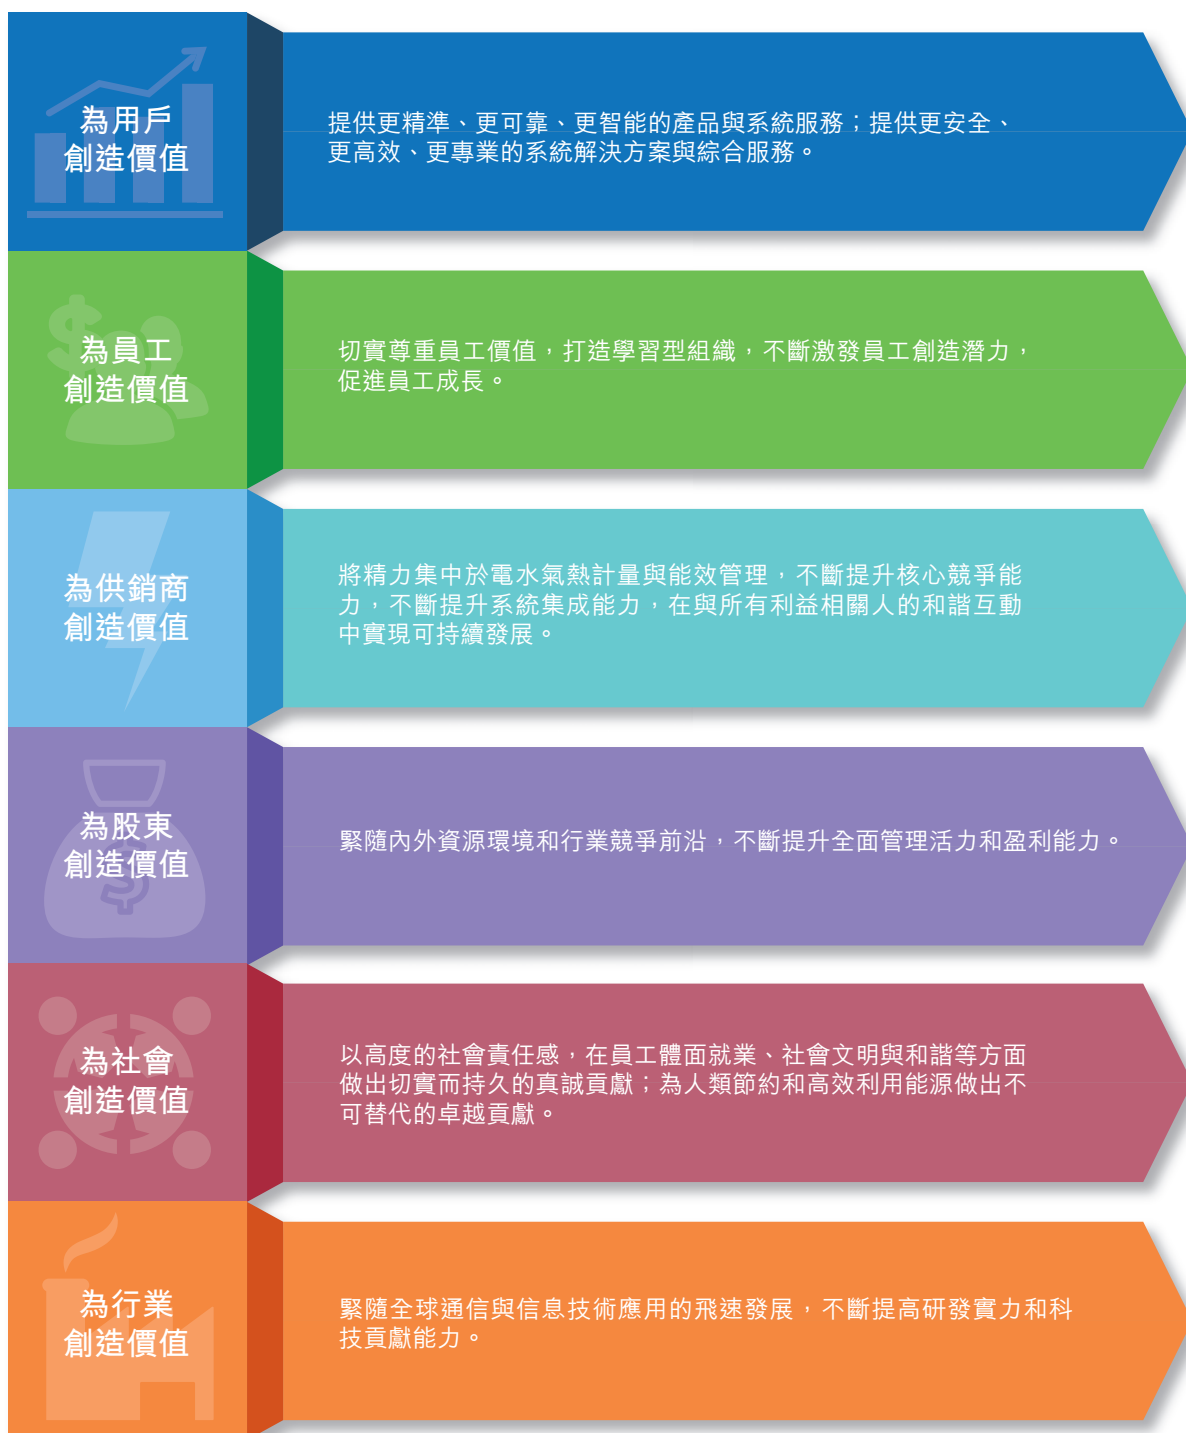 為用戶
創造價值
提供更精準、更可靠、更智能的產品與系統服務；提供更安全、
更高效、更專業的系統解決方案與綜合服務。
為員工
創造價值
切實尊重員工價值，打造學習型組織，不斷激發員工創造潛力，
促進員工成長。
為供銷商
創造價值
將精力集中於電水氣熱計量與能效管理，不斷提升核心競爭能
力，不斷提升系統集成能力，在與所有利益相關人的和諧互動
中實現可持續發展。
為股東
創造價值
緊隨內外資源環境和行業競爭前沿，不斷提升全面管理活力和盈利能力。
為社會
創造價值
以高度的社會責任感，在員工體面就業、社會文明與和諧等方面
做出切實而持久的真誠貢獻；為人類節約和高效利用能源做出不
可替代的卓越貢獻。
為行業
創造價值
緊隨全球通信與信息技術應用的飛速發展，不斷提高研發實力和科
技貢獻能力。